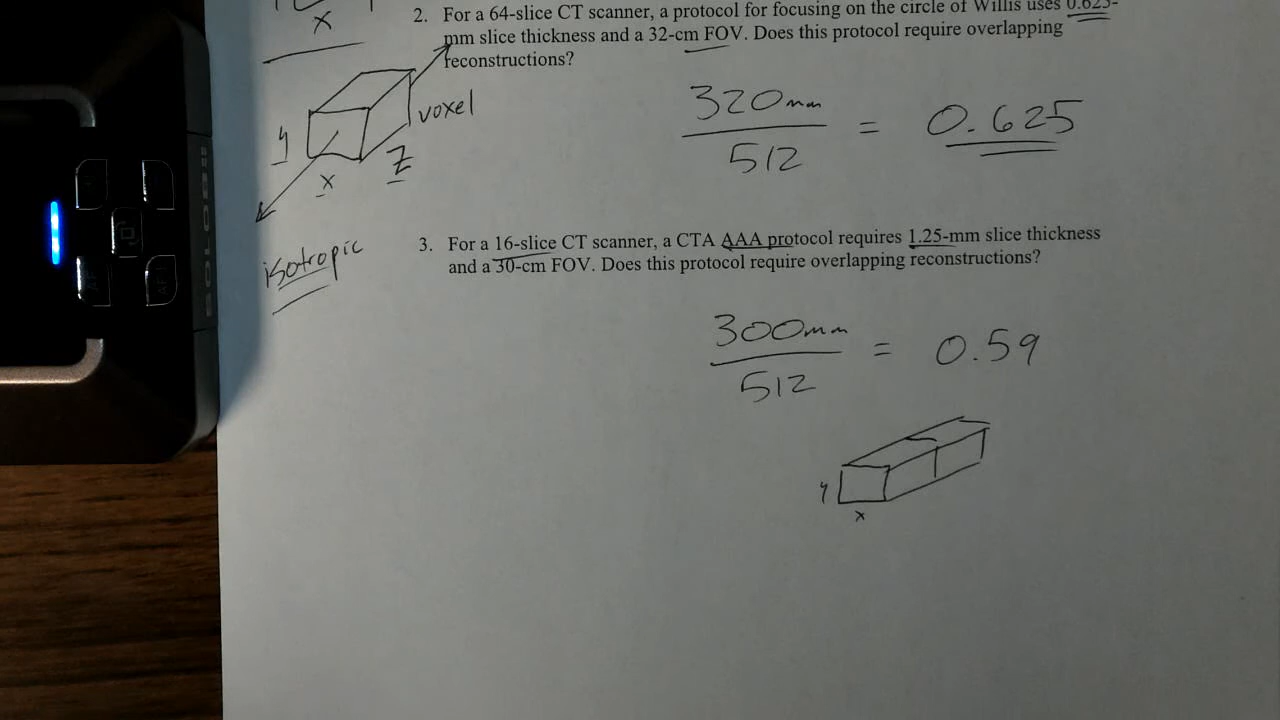 x
2. For a 64-slice CT scanner, a protocol for focusing on the circle of Willis uses 0.625-
mm slice thickness and a 32-cm FOV. Does this protocol require overlapping
reconstructions?
y
voxel
x
z
isotropic
320mm
512
= 0.625
3. For a 16-slice CT scanner, a CTA AAA protocol requires 1.25-mm slice thickness
and a 30-cm FOV. Does this protocol require overlapping reconstructions?
300mm
512
= 0.59
y
x